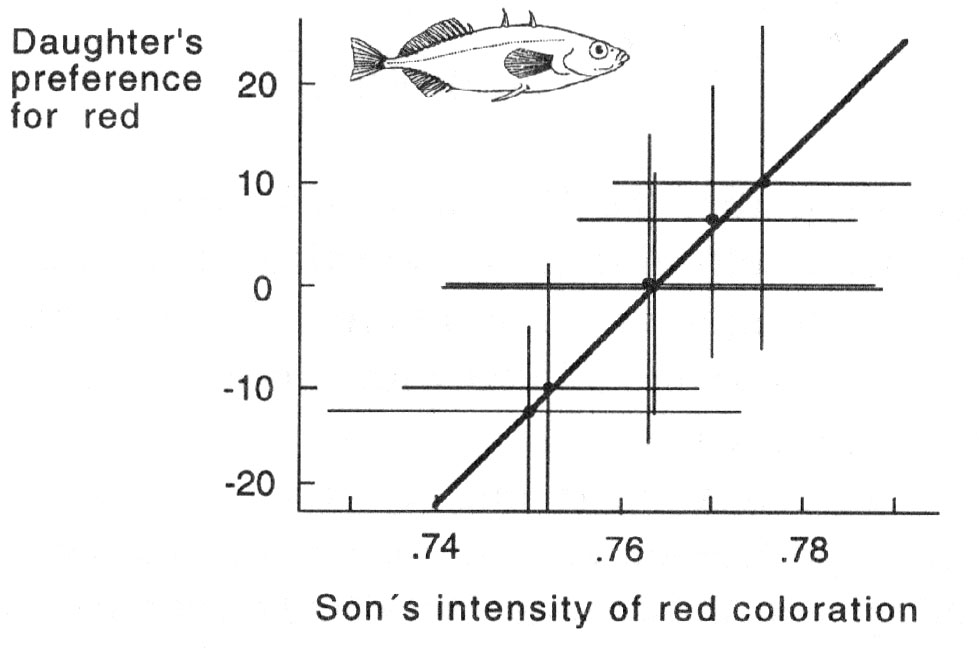 Daughter's
preference
for red
20
10
0
-10
-20
.74 .76 .78
Son´s intensity of red coloration